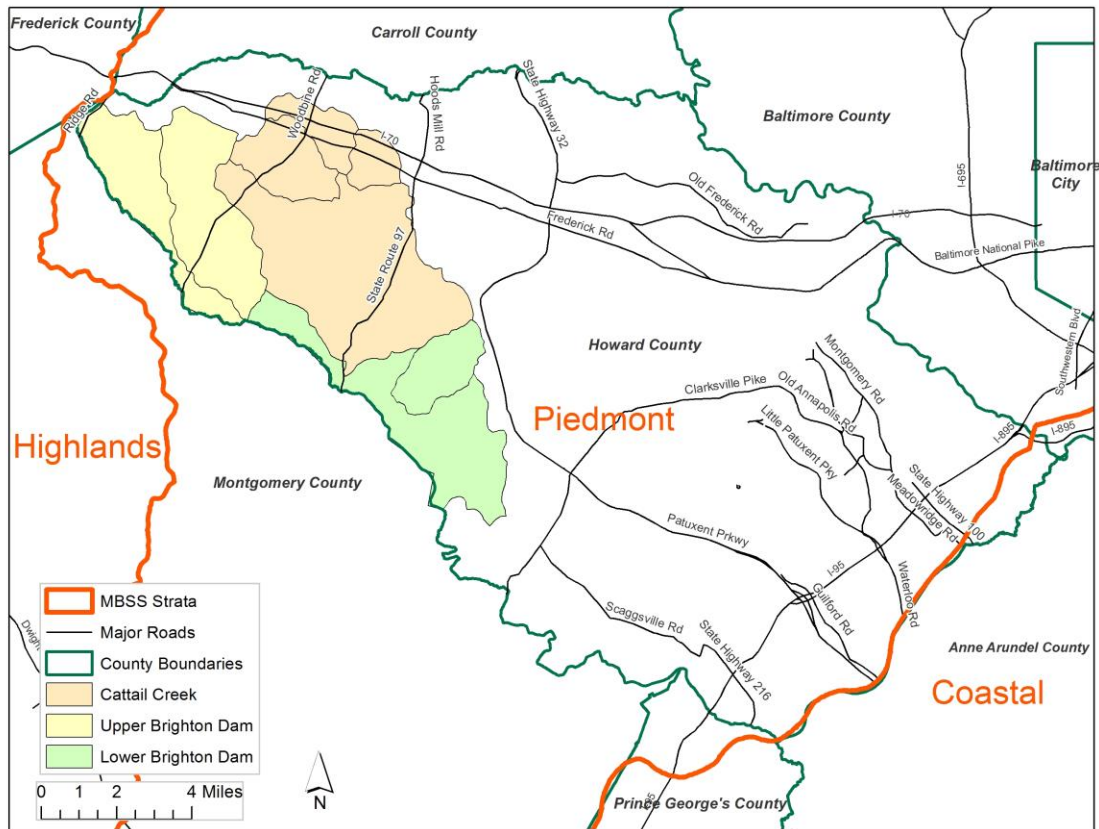 Frederick County
Carroll County
Baltimore County
Baltimore
City
Ridge Rd
Woodbine Rd
Hoods Mill Rd
State Highway 32
I-70
I-695
Old Frederick Rd
Frederick Rd
I-70
Baltimore National Pike
State Route 97
Howard County
Southwestern Blvd
Montgomery Rd
Clarksville Pike
Old Annapolis Rd
Little Patuxent Pky
I-895
I-895
Highlands
Piedmont
Montgomery County
State Highway 100
Meadowridge Rd
Patuxent Prkwy
I-95
Waterloo Rd
Guilford Rd
Scaggsville Rd
State Highway 216
Anne Arundel County
Coastal
MBSS Strata
Major Roads
County Boundaries
Cattail Creek
Upper Brighton Dam
Lower Brighton Dam
Dwight
0 1 2 4 Miles
N
Prince George's County